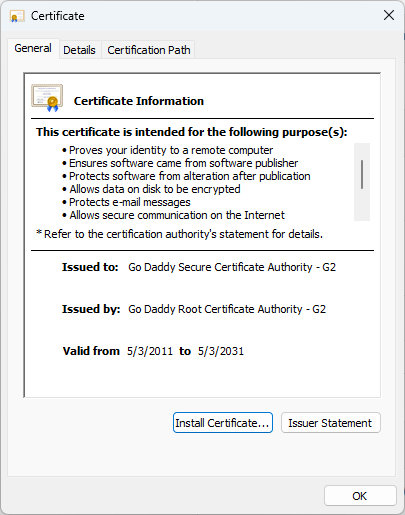 Certificate
General Details Certification Path
Certificate Information
This certificate is intended for the following purpose(s):
• Proves your identity to a remote computer
• Ensures software came from software publisher
• Protects software from alteration after publication
• Allows data on disk to be encrypted
• Protects e-mail messages
• Allows secure communication on the Internet
* Refer to the certification authority's statement for details.
Issued to: Go Daddy Secure Certificate Authority - G2
Issued by: Go Daddy Root Certificate Authority - G2
Valid from 5/3/2011 to 5/3/2031
Install Certificate... Issuer Statement
OK